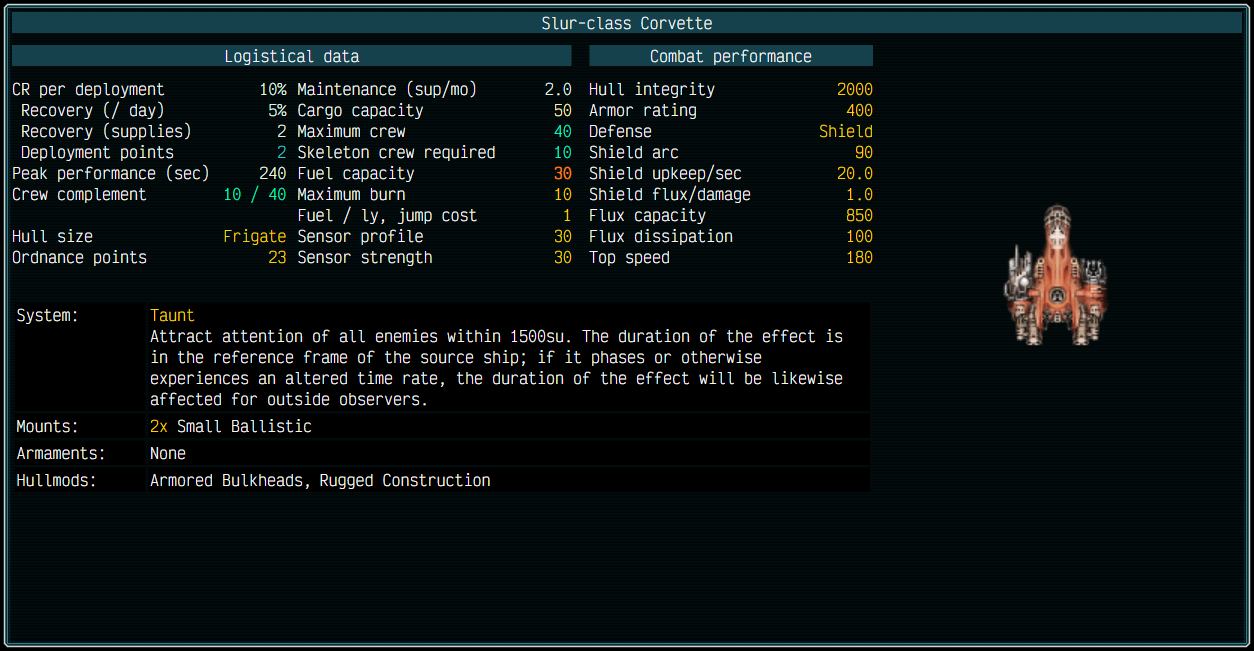 Slur-class Corvette
Logistical data Combat performance
CR per deployment 10% Maintenance (sup/mo) 2.0 Hull integrity 2000
Recovery (/ day) 5% Cargo capacity 50 Armor rating 400
Recovery (supplies) 2 Maximum crew 40 Defense Shield
Deployment points 2 Skeleton crew required 10 Shield arc 90
Peak performance (sec) 240 Fuel capacity 30 Shield upkeep/sec 20.0
Crew complement 10 / 40 Maximum burn 10 Shield flux/damage 1.0
Fuel / ly, jump cost 1 Flux capacity 850
Hull size Frigate Sensor profile 30 Flux dissipation 100
Ordnance points 23 Sensor strength 30 Top speed 180
System: Taunt
Attract attention of all enemies within 1500su. The duration of the effect is
in the reference frame of the source ship; if it phases or otherwise
experiences an altered time rate, the duration of the effect will be likewise
affected for outside observers.
Mounts: 2x Small Ballistic
Armaments: None
Hullmods: Armored Bulkheads, Rugged Construction